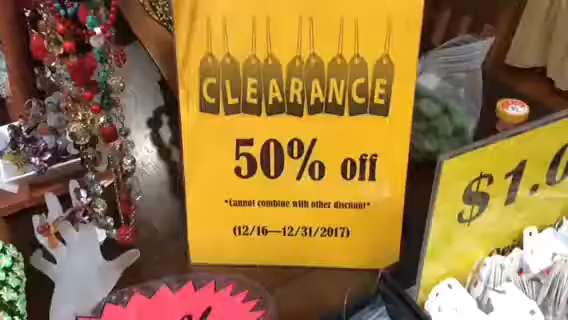 CLEARANCE
50% off
*Cannot combine with other discount*
(12/16—12/31/2017)
$1.0